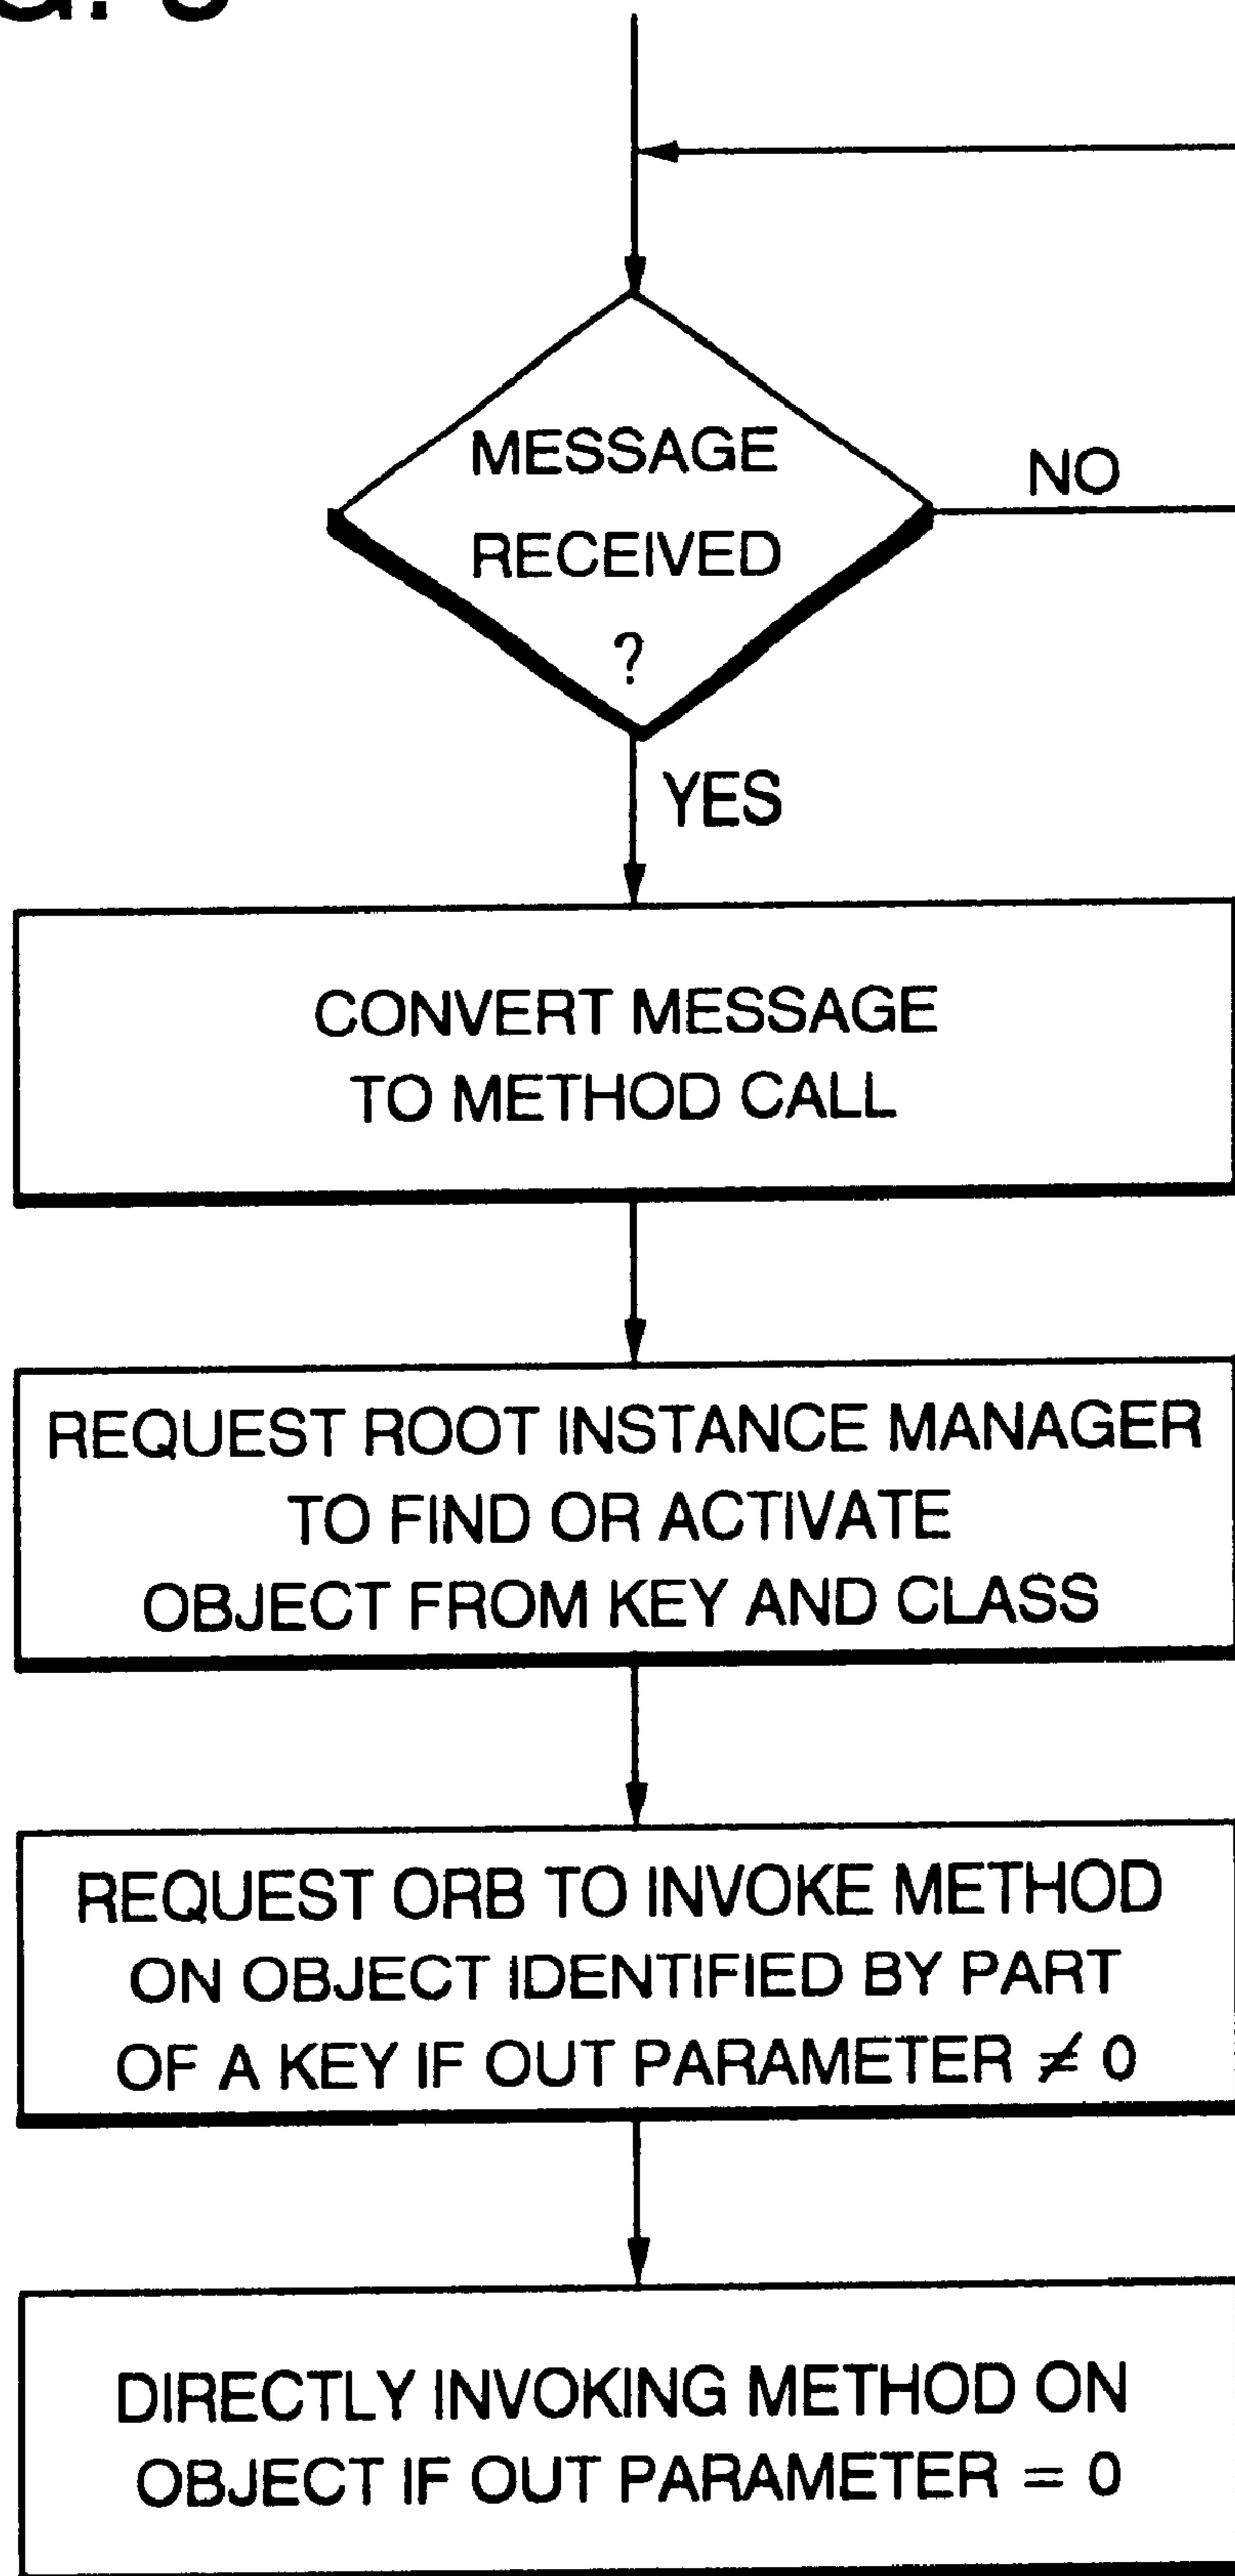 MESSAGE
RECEIVED
?
NO
YES
CONVERT MESSAGE
TO METHOD CALL
REQUEST ROOT INSTANCE MANAGER
TO FIND OR ACTIVATE
OBJECT FROM KEY AND CLASS
REQUEST ORB TO INVOKE METHOD
ON OBJECT IDENTIFIED BY PART
OF A KEY IF OUT PARAMETER ≠ 0
DIRECTLY INVOKING METHOD ON
OBJECT IF OUT PARAMETER = 0